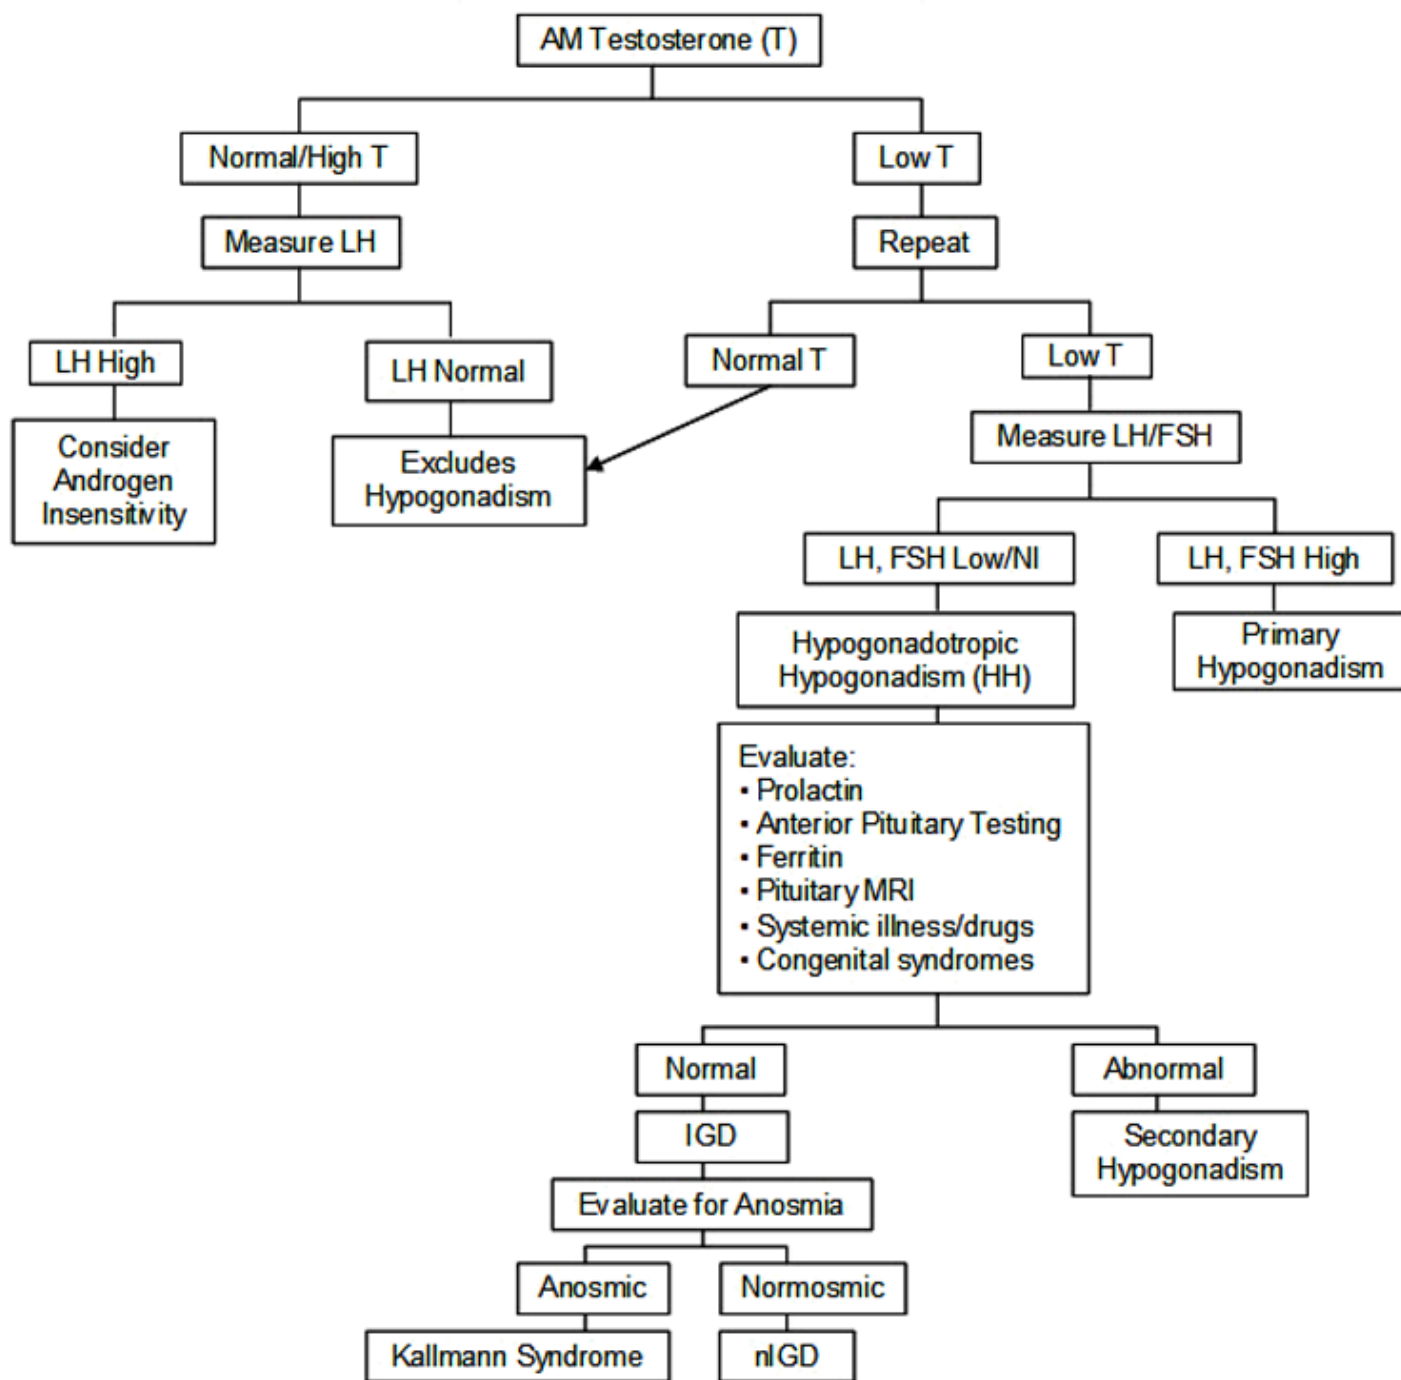 AM Testosterone (T)
Normal/High T
Low T
Measure LH
Repeat
LH High
LH Normal
Normal T
Low T
Consider
Androgen
Insensitivity
Excludes
Hypogonadism
Measure LH/FSH
LH, FSH Low/Nl
LH, FSH High
Hypogonadotropic
Hypogonadism (HH)
Primary
Hypogonadism
Evaluate:
▪ Prolactin
▪ Anterior Pituitary Testing
▪ Ferritin
▪ Pituitary MRI
▪ Systemic illness/drugs
▪ Congenital syndromes
Normal
Abnormal
IGD
Secondary
Hypogonadism
Evaluate for Anosmia
Anosmic
Normosmic
Kallmann Syndrome
nIGD